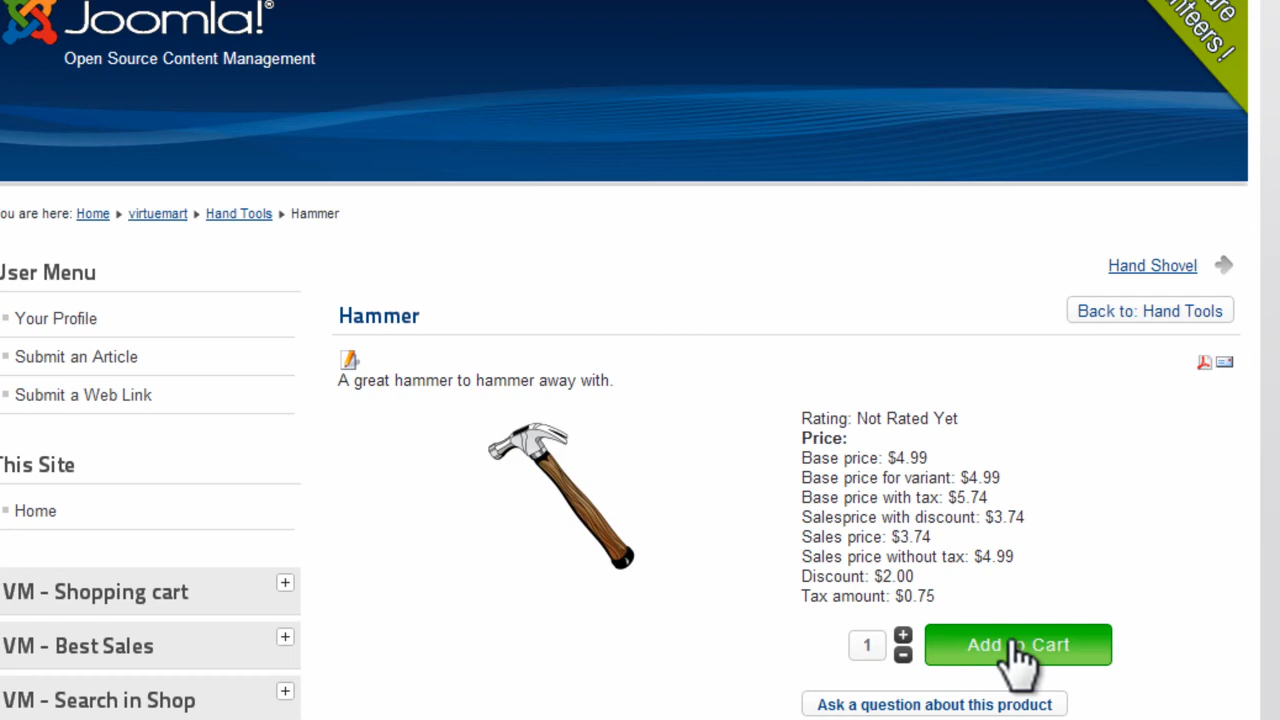 Joomla!®
Open Source Content Management
You are here: Home virtuemart Hand Tools Hammer
User Menu
Your Profile
Submit an Article
Submit a Web Link
This Site
Home
VM - Shopping cart
VM - Best Sales
VM - Search in Shop
Hand Shovel
Hammer
Back to: Hand Tools
A great hammer to hammer away with.
Rating: Not Rated Yet
Price:
Base price: $4.99
Base price for variant: $4.99
Base price with tax: $5.74
Salesprice with discount: $3.74
Sales price: $3.74
Sales price without tax: $4.99
Discount: $2.00
Tax amount: $0.75
1
Add to Cart
Ask a question about this product